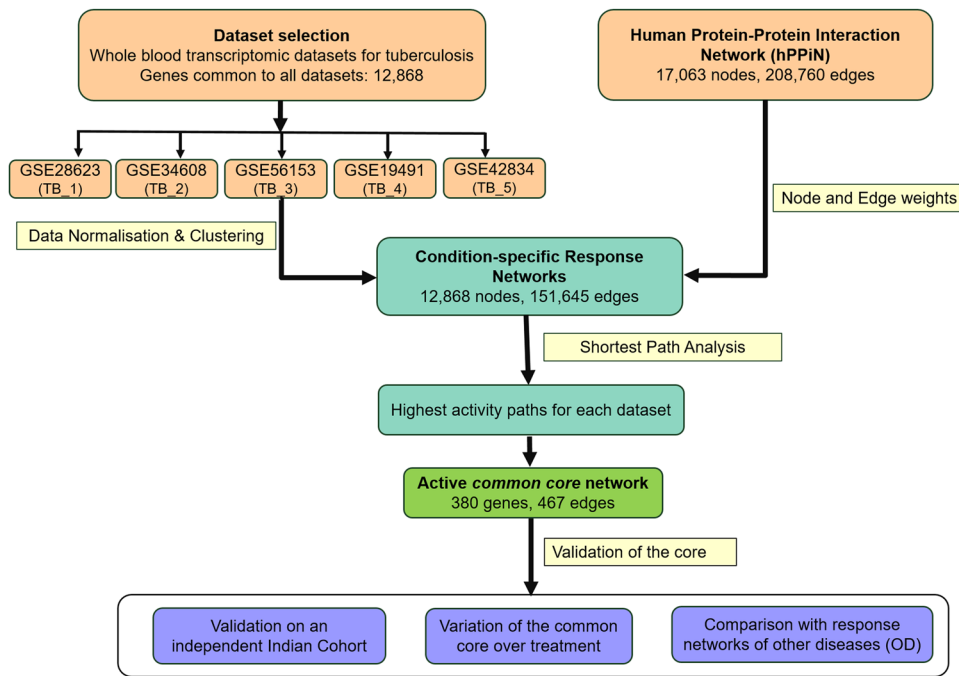 Dataset selection
Whole blood transcriptomic datasets for tuberculosis
Genes common to all datasets: 12,868
Human Protein-Protein Interaction
Network (hPPiN)
17,063 nodes, 208,760 edges
GSE28623
(TB_1)
GSE34608
(TB_2)
GSE56153
(TB_3)
GSE19491
(TB_4)
GSE42834
(TB_5)
Data Normalisation & Clustering
Node and Edge weights
Condition-specific Response
Networks
12,868 nodes, 151,645 edges
Shortest Path Analysis
Highest activity paths for each dataset
Active common core network
380 genes, 467 edges
Validation of the core
Validation on an
independent Indian Cohort
Variation of the common
core over treatment
Comparison with response
networks of other diseases (OD)